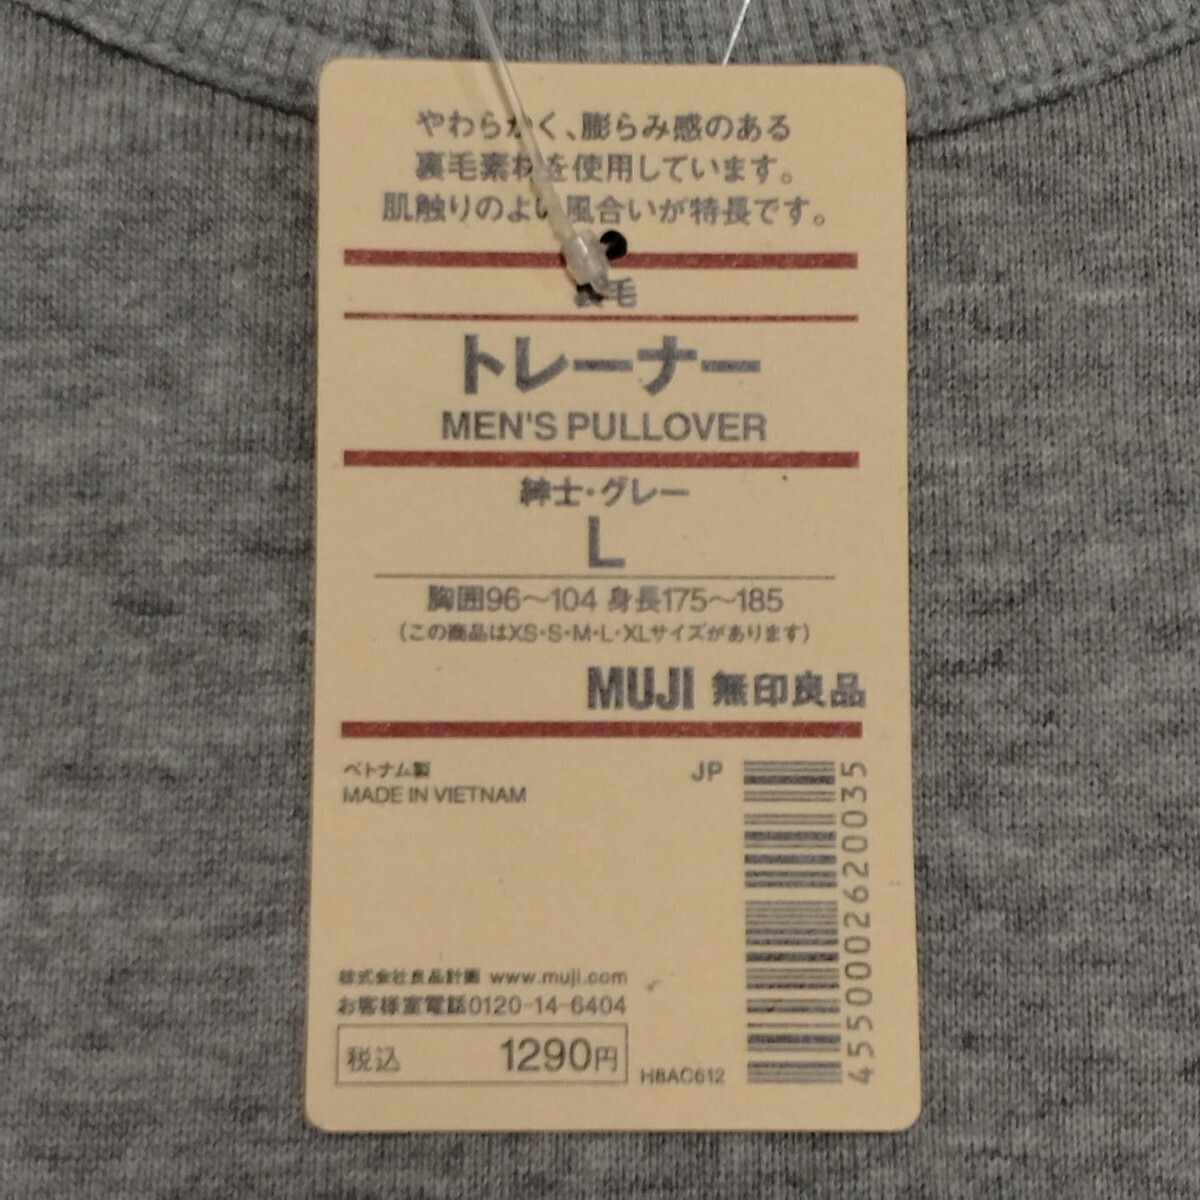 やわらかく、膨らみ感のある
裏毛素材を使用しています。
肌触りのよい風合いが特長です。
裏毛
トレーナー
MEN'S PULLOVER
紳士・グレー
L
胸囲96～104 身長175～185
(この商品はXS・S・M・L・XLサイズがあります)
MUJI 無印良品
ベトナム製
MADE IN VIETNAM
JP
4550002620035
株式会社良品計画 www.muji.com
お客様室電話0120-14-6404
税込 1290円
H8AC612